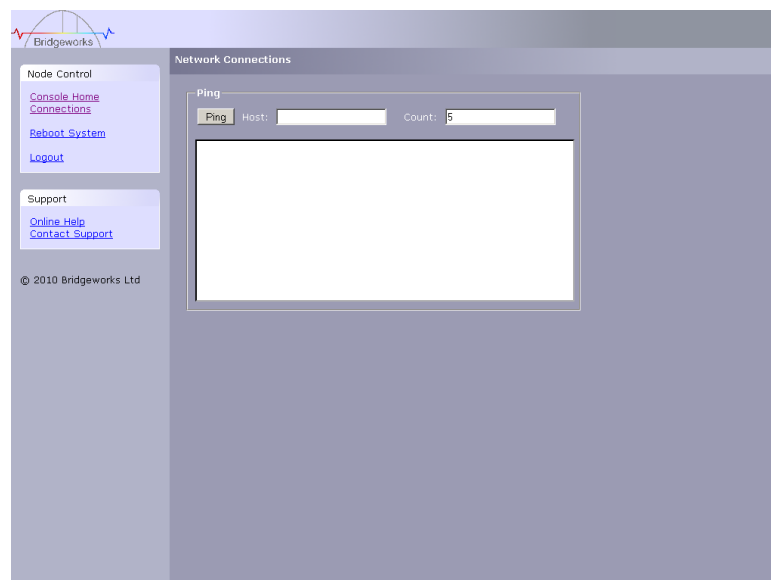 Bridgeworks
Network Connections
Node Control
Console Home
Connections
Reboot System
Logout
Support
Online Help
Contact Support
© 2010 Bridgeworks Ltd
Ping
Ping Host: Count: 5